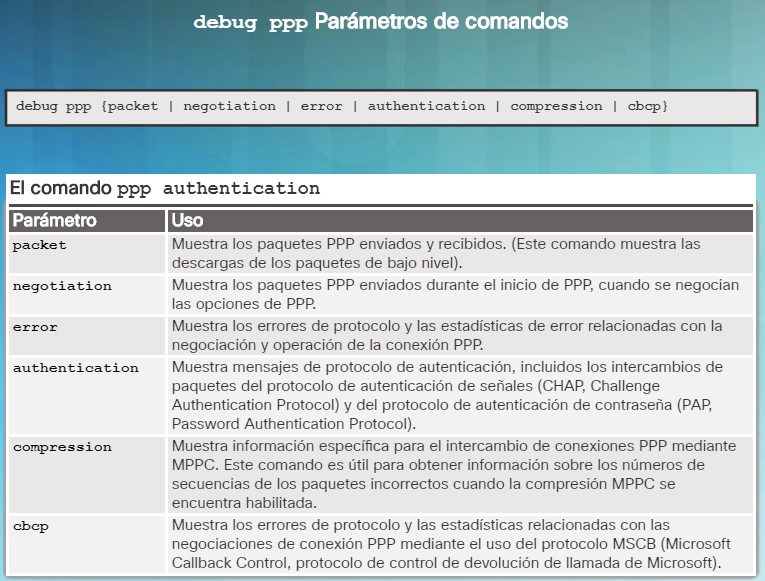 debug ppp Parámetros de comandos
debug ppp {packet | negotiation | error | authentication | compression | cbcp}
El comando ppp authentication
Parámetro Uso
packet Muestra los paquetes PPP enviados y recibidos. (Este comando muestra las
descargas de los paquetes de bajo nivel).
negotiation Muestra los paquetes PPP enviados durante el inicio de PPP, cuando se negocian
las opciones de PPP.
error Muestra los errores de protocolo y las estadísticas de error relacionadas con la
negociación y operación de la conexión PPP.
authentication Muestra mensajes de protocolo de autenticación, incluidos los intercambios de
paquetes del protocolo de autenticación de señales (CHAP, Challenge
Authentication Protocol) y del protocolo de autenticación de contraseña (PAP,
Password Authentication Protocol).
compression Muestra información específica para el intercambio de conexiones PPP mediante
MPPC. Este comando es útil para obtener información sobre los números de
secuencias de los paquetes incorrectos cuando la compresión MPPC se
encuentra habilitada.
cbcp Muestra los errores de protocolo y las estadísticas relacionadas con las
negociaciones de conexión PPP mediante el uso del protocolo MSCB (Microsoft
Callback Control, protocolo de control de devolución de llamada de Microsoft).